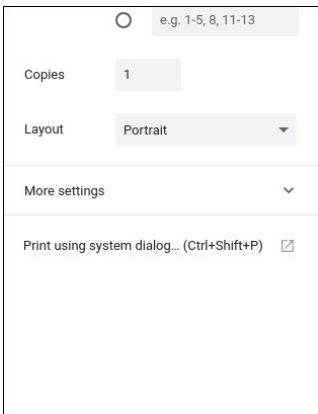 e.g. 1-5, 8, 11-13
Copies 1
Layout Portrait
More settings
Print using system dialog... (Ctrl+Shift+P)